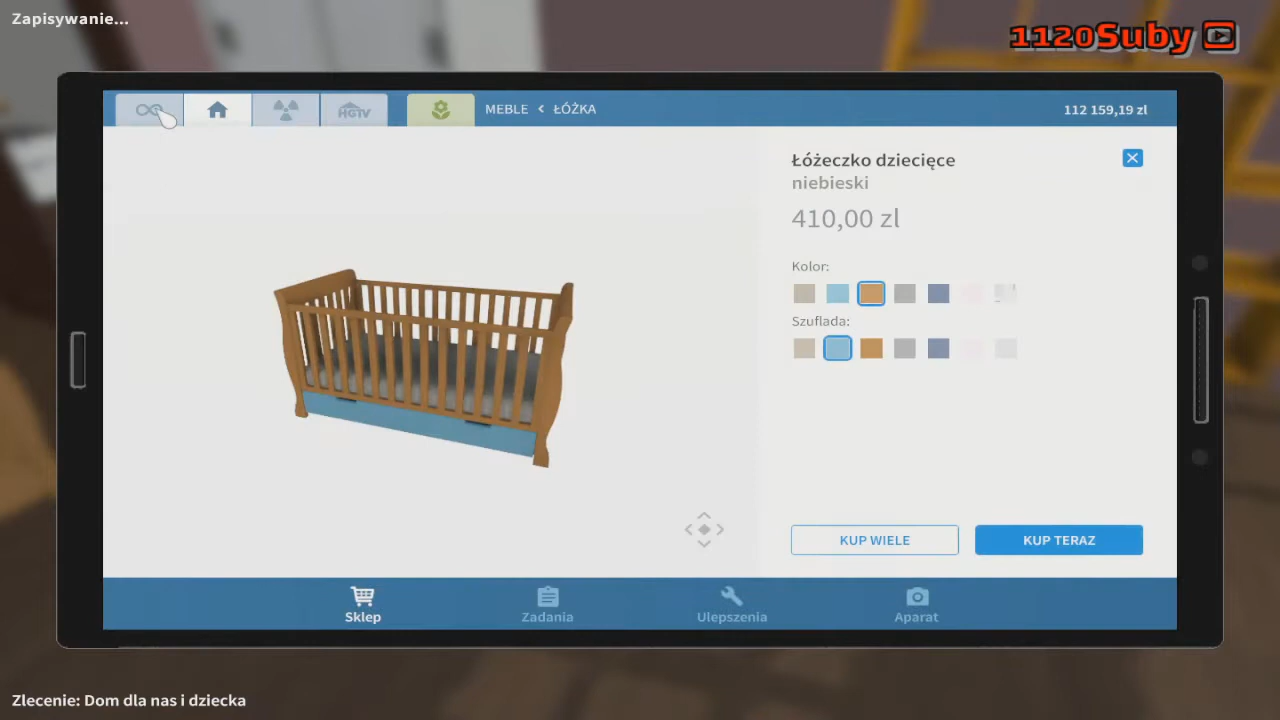 Zapisywanie...
1120Suby
HGTV
MEBLE < ŁÓŻKA
112 159,19 zl
Łóżeczko dziecięce
niebieski
410,00 zl
Kolor:
Szuflada:
KUP WIELE
KUP TERAZ
Sklep
Zadania
Ulepszenia
Aparat
Zlecenie: Dom dla nas i dziecka